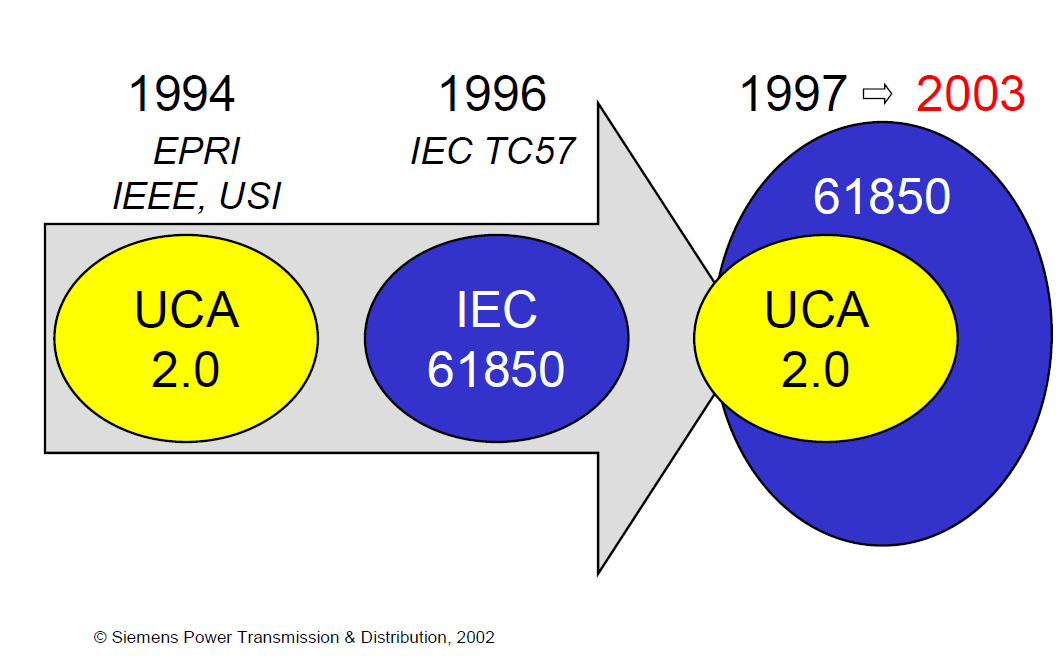 1994
EPRI
IEEE, USI
1996
IEC TC57
1997 ⇨ 2003
UCA
2.0
IEC
61850
61850
UCA
2.0
© Siemens Power Transmission & Distribution, 2002